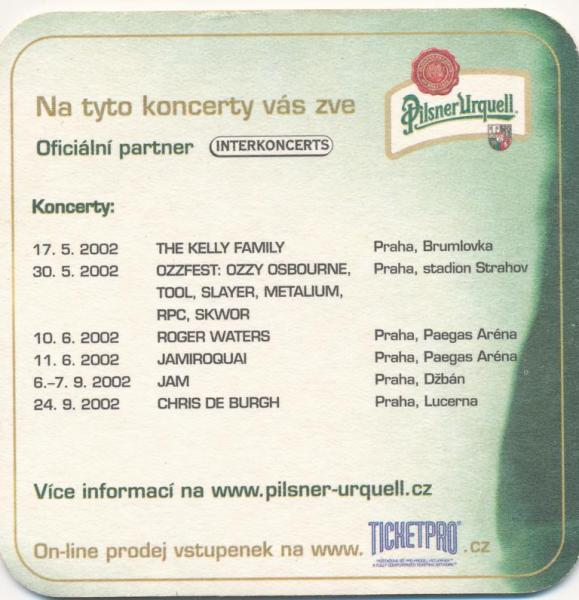 Na tyto koncerty vás zve
Pilsner Urquell
Oficiální partner INTERKONCERTS
Koncerty:
17. 5. 2002 THE KELLY FAMILY Praha, Brumlovka
30. 5. 2002 OZZFEST: OZZY OSBOURNE, Praha, stadion Strahov
TOOL, SLAYER, METALIUM,
RPC, SKWOR
10. 6. 2002 ROGER WATERS Praha, Paegas Aréna
11. 6. 2002 JAMIROQUAI Praha, Paegas Aréna
6.–7. 9. 2002 JAM Praha, Džbán
24. 9. 2002 CHRIS DE BURGH Praha, Lucerna
Více informací na www.pilsner-urquell.cz
On-line prodej vstupenek na www. TICKETPRO .cz